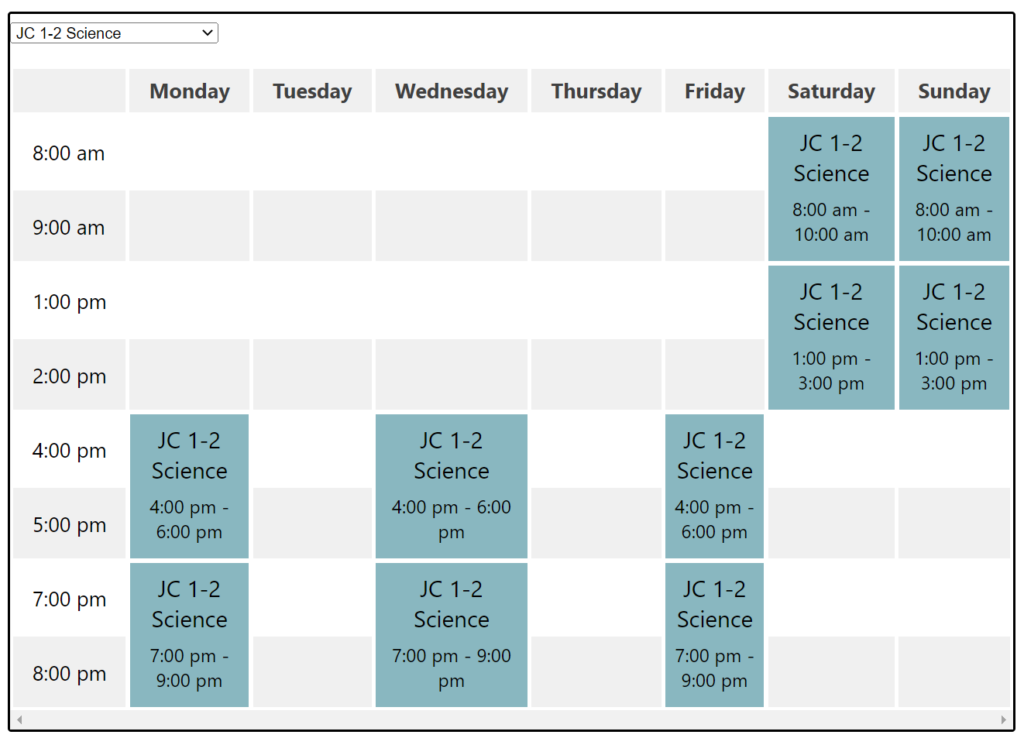 JC 1-2 Science
Monday Tuesday Wednesday Thursday Friday Saturday Sunday
8:00 am
JC 1-2
Science
8:00 am -
10:00 am
JC 1-2
Science
8:00 am -
10:00 am
9:00 am
1:00 pm
JC 1-2
Science
1:00 pm -
3:00 pm
JC 1-2
Science
1:00 pm -
3:00 pm
2:00 pm
4:00 pm
JC 1-2
Science
4:00 pm -
6:00 pm
JC 1-2
Science
4:00 pm - 6:00
pm
JC 1-2
Science
4:00 pm -
6:00 pm
5:00 pm
7:00 pm
JC 1-2
Science
7:00 pm -
9:00 pm
JC 1-2
Science
7:00 pm - 9:00
pm
JC 1-2
Science
7:00 pm -
9:00 pm
8:00 pm